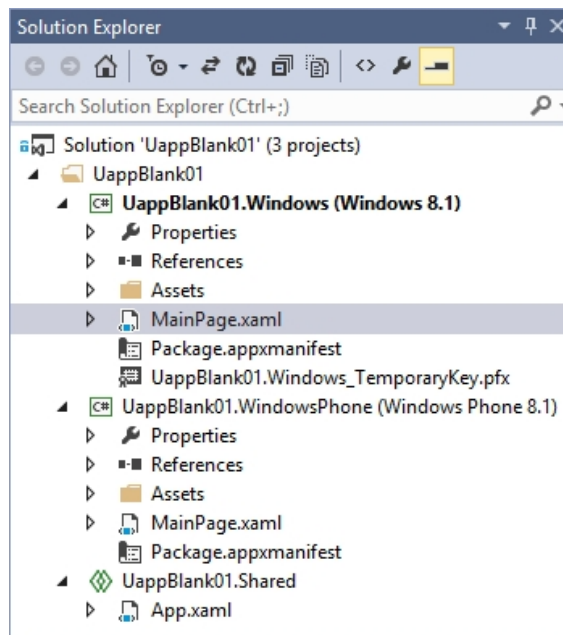 Solution Explorer
Search Solution Explorer (Ctrl+;)
Solution 'UappBlank01' (3 projects)
UappBlank01
C# UappBlank01.Windows (Windows 8.1)
Properties
References
Assets
MainPage.xaml
Package.appxmanifest
UappBlank01.Windows_TemporaryKey.pfx
C# UappBlank01.WindowsPhone (Windows Phone 8.1)
Properties
References
Assets
MainPage.xaml
Package.appxmanifest
UappBlank01.Shared
App.xaml